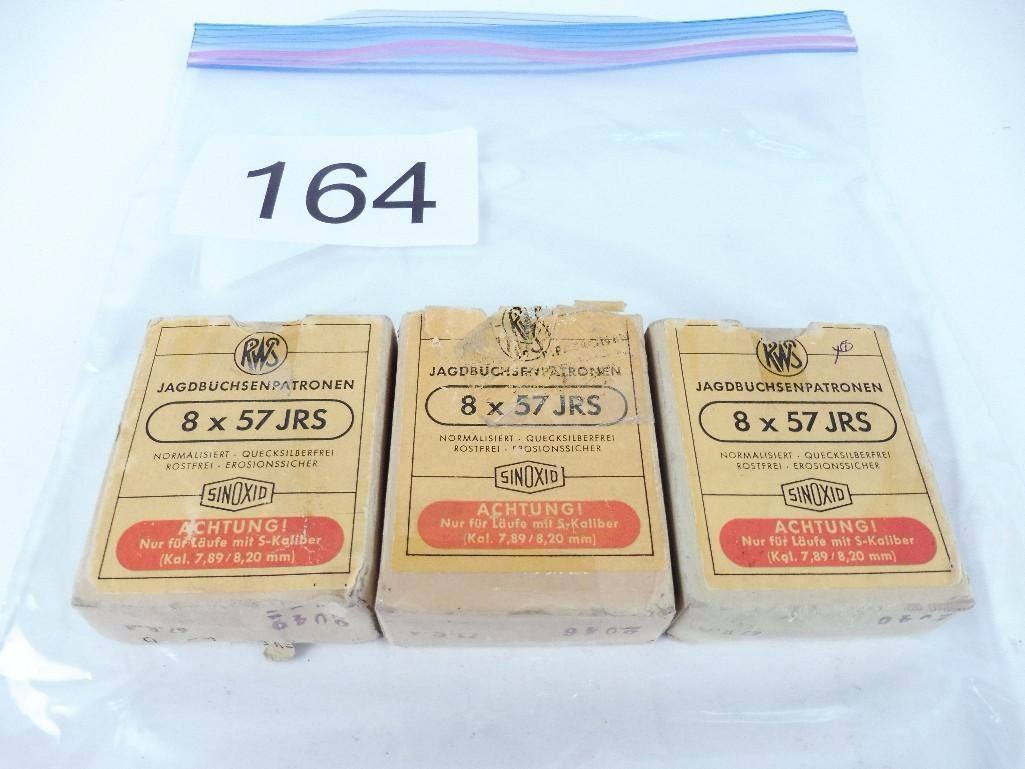 164
RWS
JAGDBÜCHSENPATRONEN
8 x 57 JRS
NORMALISIERT · QUECKSILBERFREI
ROSTFREI · EROSIONSSICHER
SINOXID
ACHTUNG!
Nur für Läufe mit S-Kaliber
(Kal. 7,89/8,20 mm)
RWS
JAGDBÜCHSENPATRONEN
8 x 57 JRS
NORMALISIERT · QUECKSILBERFREI
ROSTFREI · EROSIONSSICHER
SINOXID
ACHTUNG!
Nur für Läufe mit S-Kaliber
(Kal. 7,89/8,20 mm)
RWS
JAGDBÜCHSENPATRONEN
8 x 57 JRS
NORMALISIERT · QUECKSILBERFREI
ROSTFREI · EROSIONSSICHER
SINOXID
ACHTUNG!
Nur für Läufe mit S-Kaliber
(Kal. 7,89/8,20 mm)